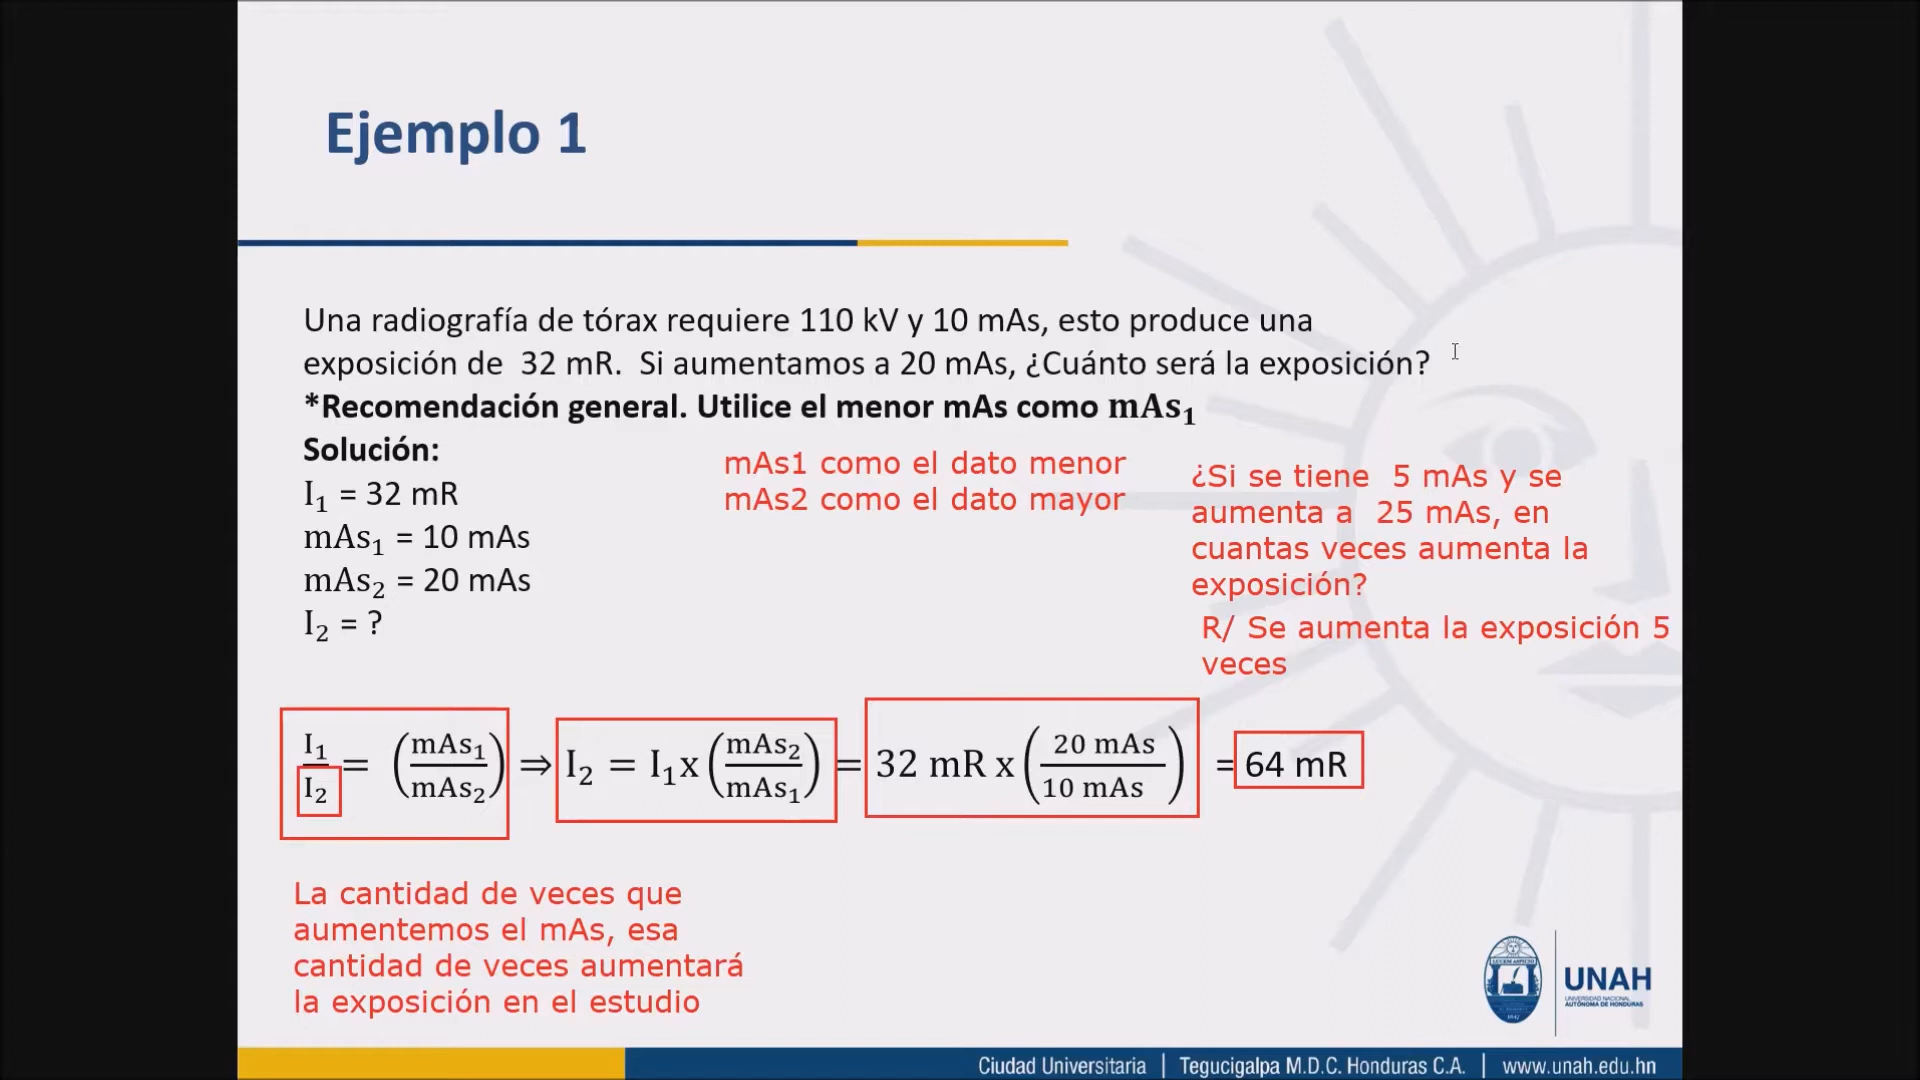 Ejemplo 1
Una radiografía de tórax requiere 110 kV y 10 mAs, esto produce una
exposición de 32 mR. Si aumentamos a 20 mAs, ¿Cuánto será la exposición?
*Recomendación general. Utilice el menor mAs como mAs₁
Solución:
I₁ = 32 mR
mAs₁ = 10 mAs
mAs₂ = 20 mAs
I₂ = ?
mAs1 como el dato menor
mAs2 como el dato mayor
¿Si se tiene 5 mAs y se
aumenta a 25 mAs, en
cuantas veces aumenta la
exposición?
R/ Se aumenta la exposición 5
veces
I₁/I₂ = (mAs₁/mAs₂) ⇒ I₂ = I₁x (mAs₂/mAs₁) = 32 mR x (20 mAs/10 mAs) = 64 mR
La cantidad de veces que
aumentemos el mAs, esa
cantidad de veces aumentará
la exposición en el estudio
UNAH
UNIVERSIDAD NACIONAL
AUTÓNOMA DE HONDURAS
Ciudad Universitaria | Tegucigalpa M.D.C. Honduras C.A. | www.unah.edu.hn